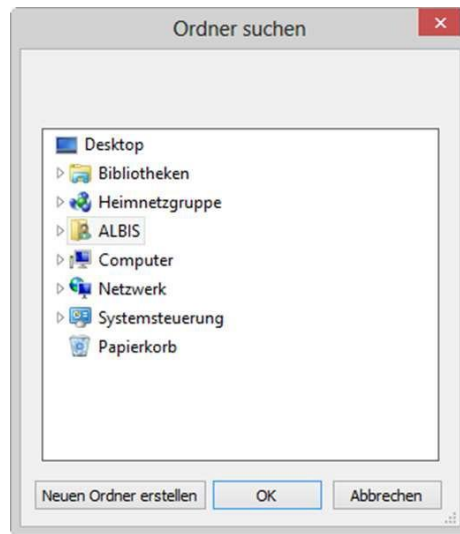 Ordner suchen
Desktop
Bibliotheken
Heimnetzgruppe
ALBIS
Computer
Netzwerk
Systemsteuerung
Papierkorb
Neuen Ordner erstellen
OK
Abbrechen